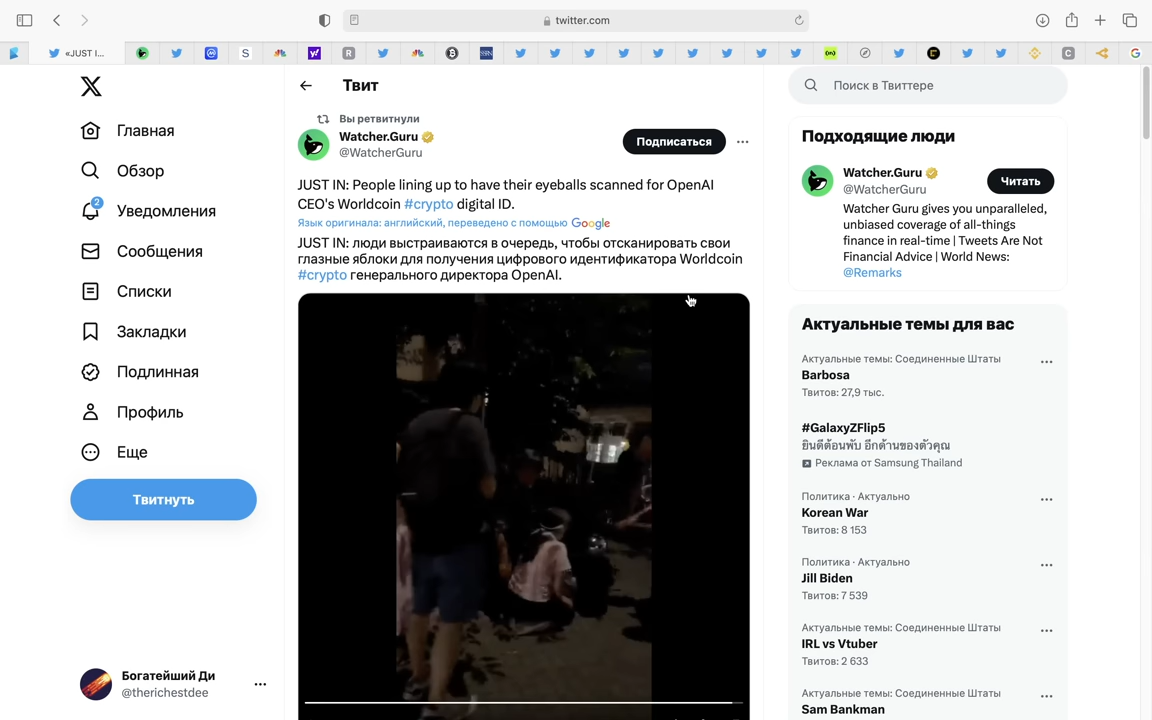 twitter.com
«JUST I...
Твит
Вы ретвитнули
Watcher.Guru
@WatcherGuru
Подписаться
JUST IN: People lining up to have their eyeballs scanned for OpenAI
CEO's Worldcoin #crypto digital ID.
Язык оригинала: английский, переведено с помощью Google
JUST IN: люди выстраиваются в очередь, чтобы отсканировать свои
глазные яблоки для получения цифрового идентификатора Worldcoin
#crypto генерального директора OpenAI.
Главная
Обзор
2
Уведомления
Сообщения
Списки
Закладки
Подлинная
Профиль
Еще
Твитнуть
Богатейший Ди
@therichestdee
Поиск в Твиттере
Подходящие люди
Watcher.Guru
@WatcherGuru
Читать
Watcher Guru gives you unparalleled,
unbiased coverage of all-things
finance in real-time | Tweets Are Not
Financial Advice | World News:
@Remarks
Актуальные темы для вас
Актуальные темы: Соединенные Штаты
Barbosa
Твитов: 27,9 тыс.
#GalaxyZFlip5
ยินดีต้อนพับ อีกด้านของตัวคุณ
Реклама от Samsung Thailand
Политика · Актуально
Korean War
Твитов: 8 153
Политика · Актуально
Jill Biden
Твитов: 7 539
Актуальные темы: Соединенные Штаты
IRL vs Vtuber
Твитов: 2 633
Актуальные темы: Соединенные Штаты
Sam Bankman